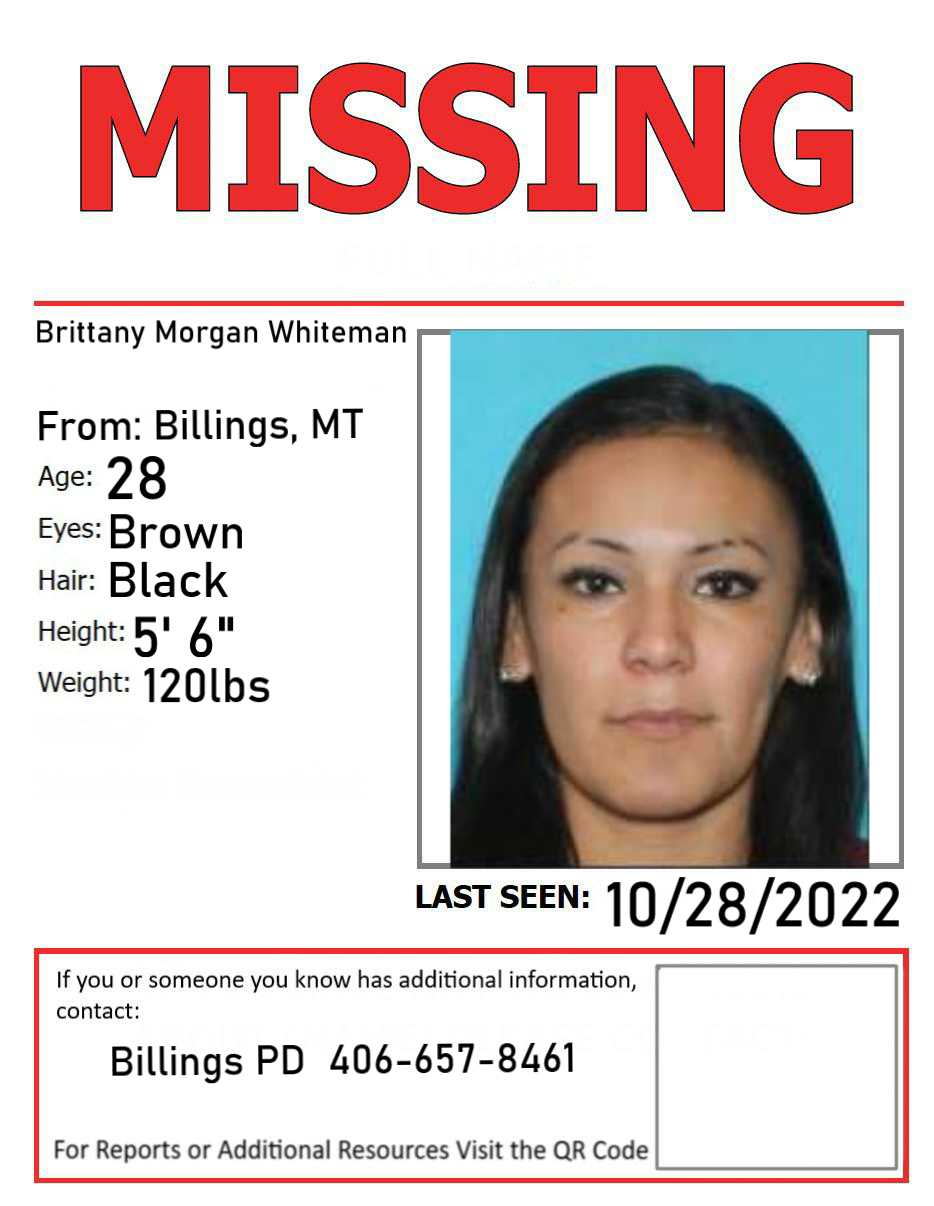 MISSING
Brittany Morgan Whiteman
From: Billings, MT
Age: 28
Eyes: Brown
Hair: Black
Height: 5' 6"
Weight: 120lbs
LAST SEEN: 10/28/2022
If you or someone you know has additional information,
contact:
Billings PD 406-657-8461
For Reports or Additional Resources Visit the QR Code